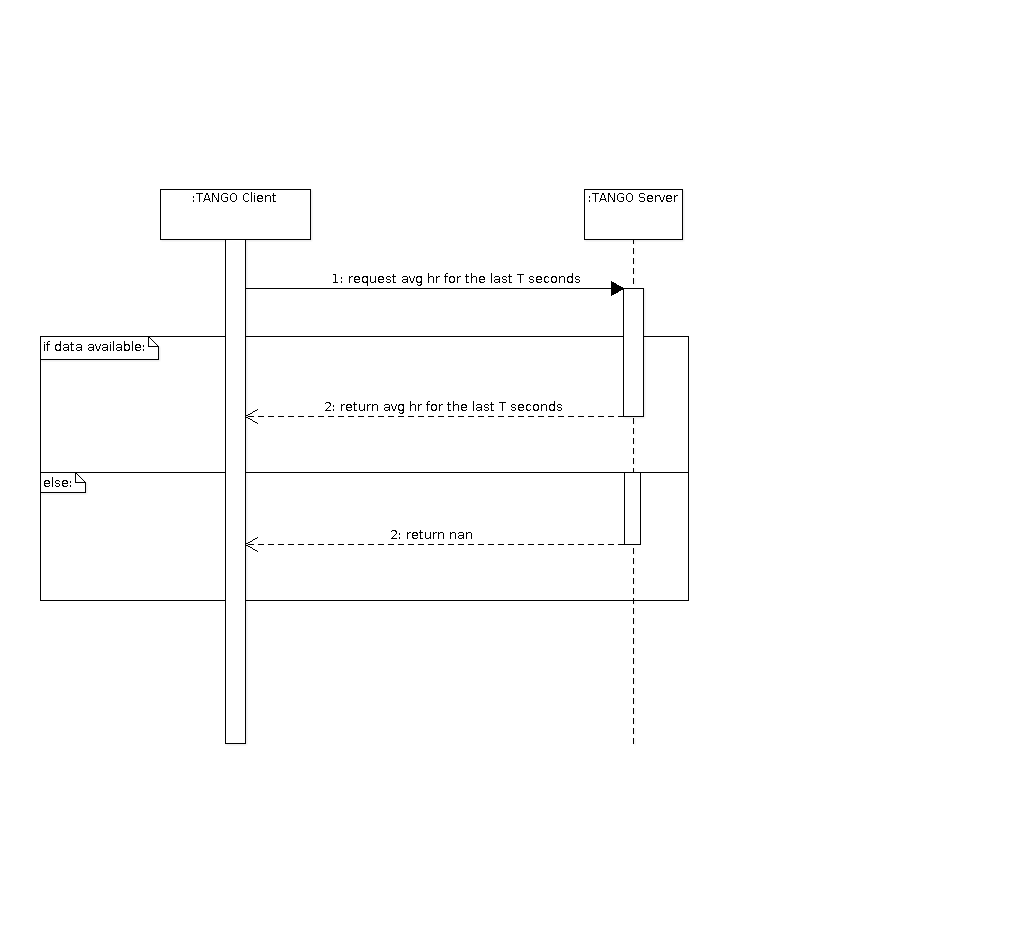 :TANGO Client
:TANGO Server
1: request avg hr for the last T seconds
if data available:
2: return avg hr for the last T seconds
else:
2: return nan